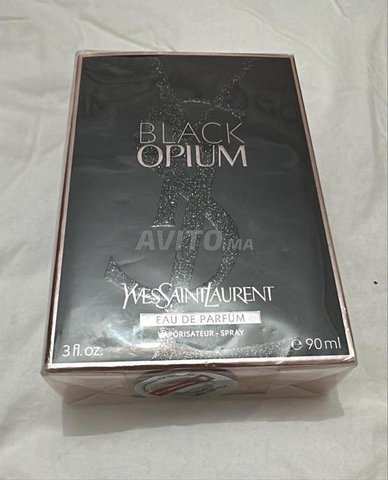 BLACK
OPIUM
AVITO.MA
YVESSAINTLAURENT
EAU DE PARFUM
VAPORISATEUR - SPRAY
3 fl. oz. ℮ 90 ml